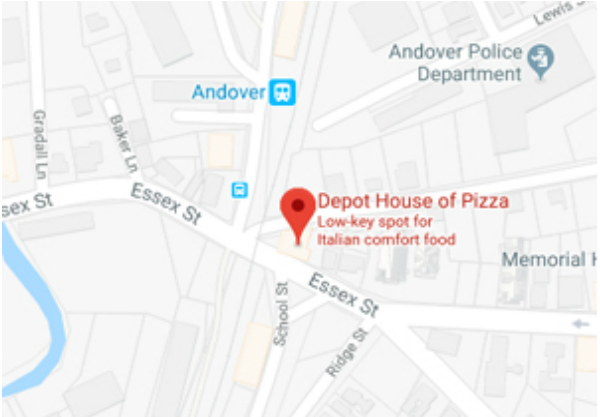 Lewis S
Andover Police
Department
Andover
Gradall Ln
Baker Ln
sex St
Essex St
Depot House of Pizza
Low-key spot for
Italian comfort food
Memorial H
Essex St
School St
Ridge St